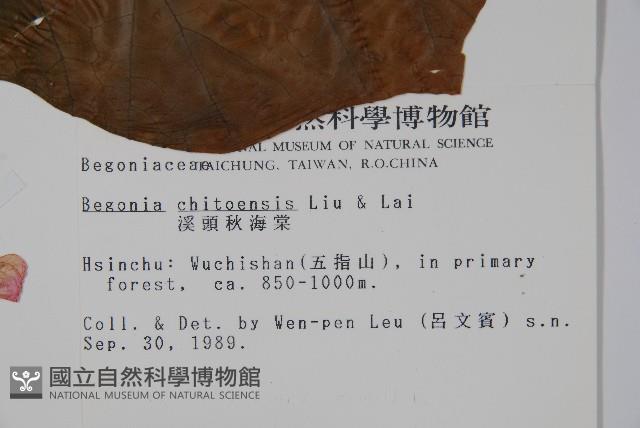 然科學博物館
NAL MUSEUM OF NATURAL SCIENCE
Begoniaceae TAICHUNG, TAIWAN, R.O.CHINA
Begonia chitoensis Liu & Lai
溪頭秋海棠
Hsinchu: Wuchishan(五指山), in primary
forest, ca. 850-1000m.
Coll. & Det. by Wen-pen Leu (呂文賓) s.n.
Sep. 30, 1989.
國立自然科學博物館
NATIONAL MUSEUM OF NATURAL SCIENCE